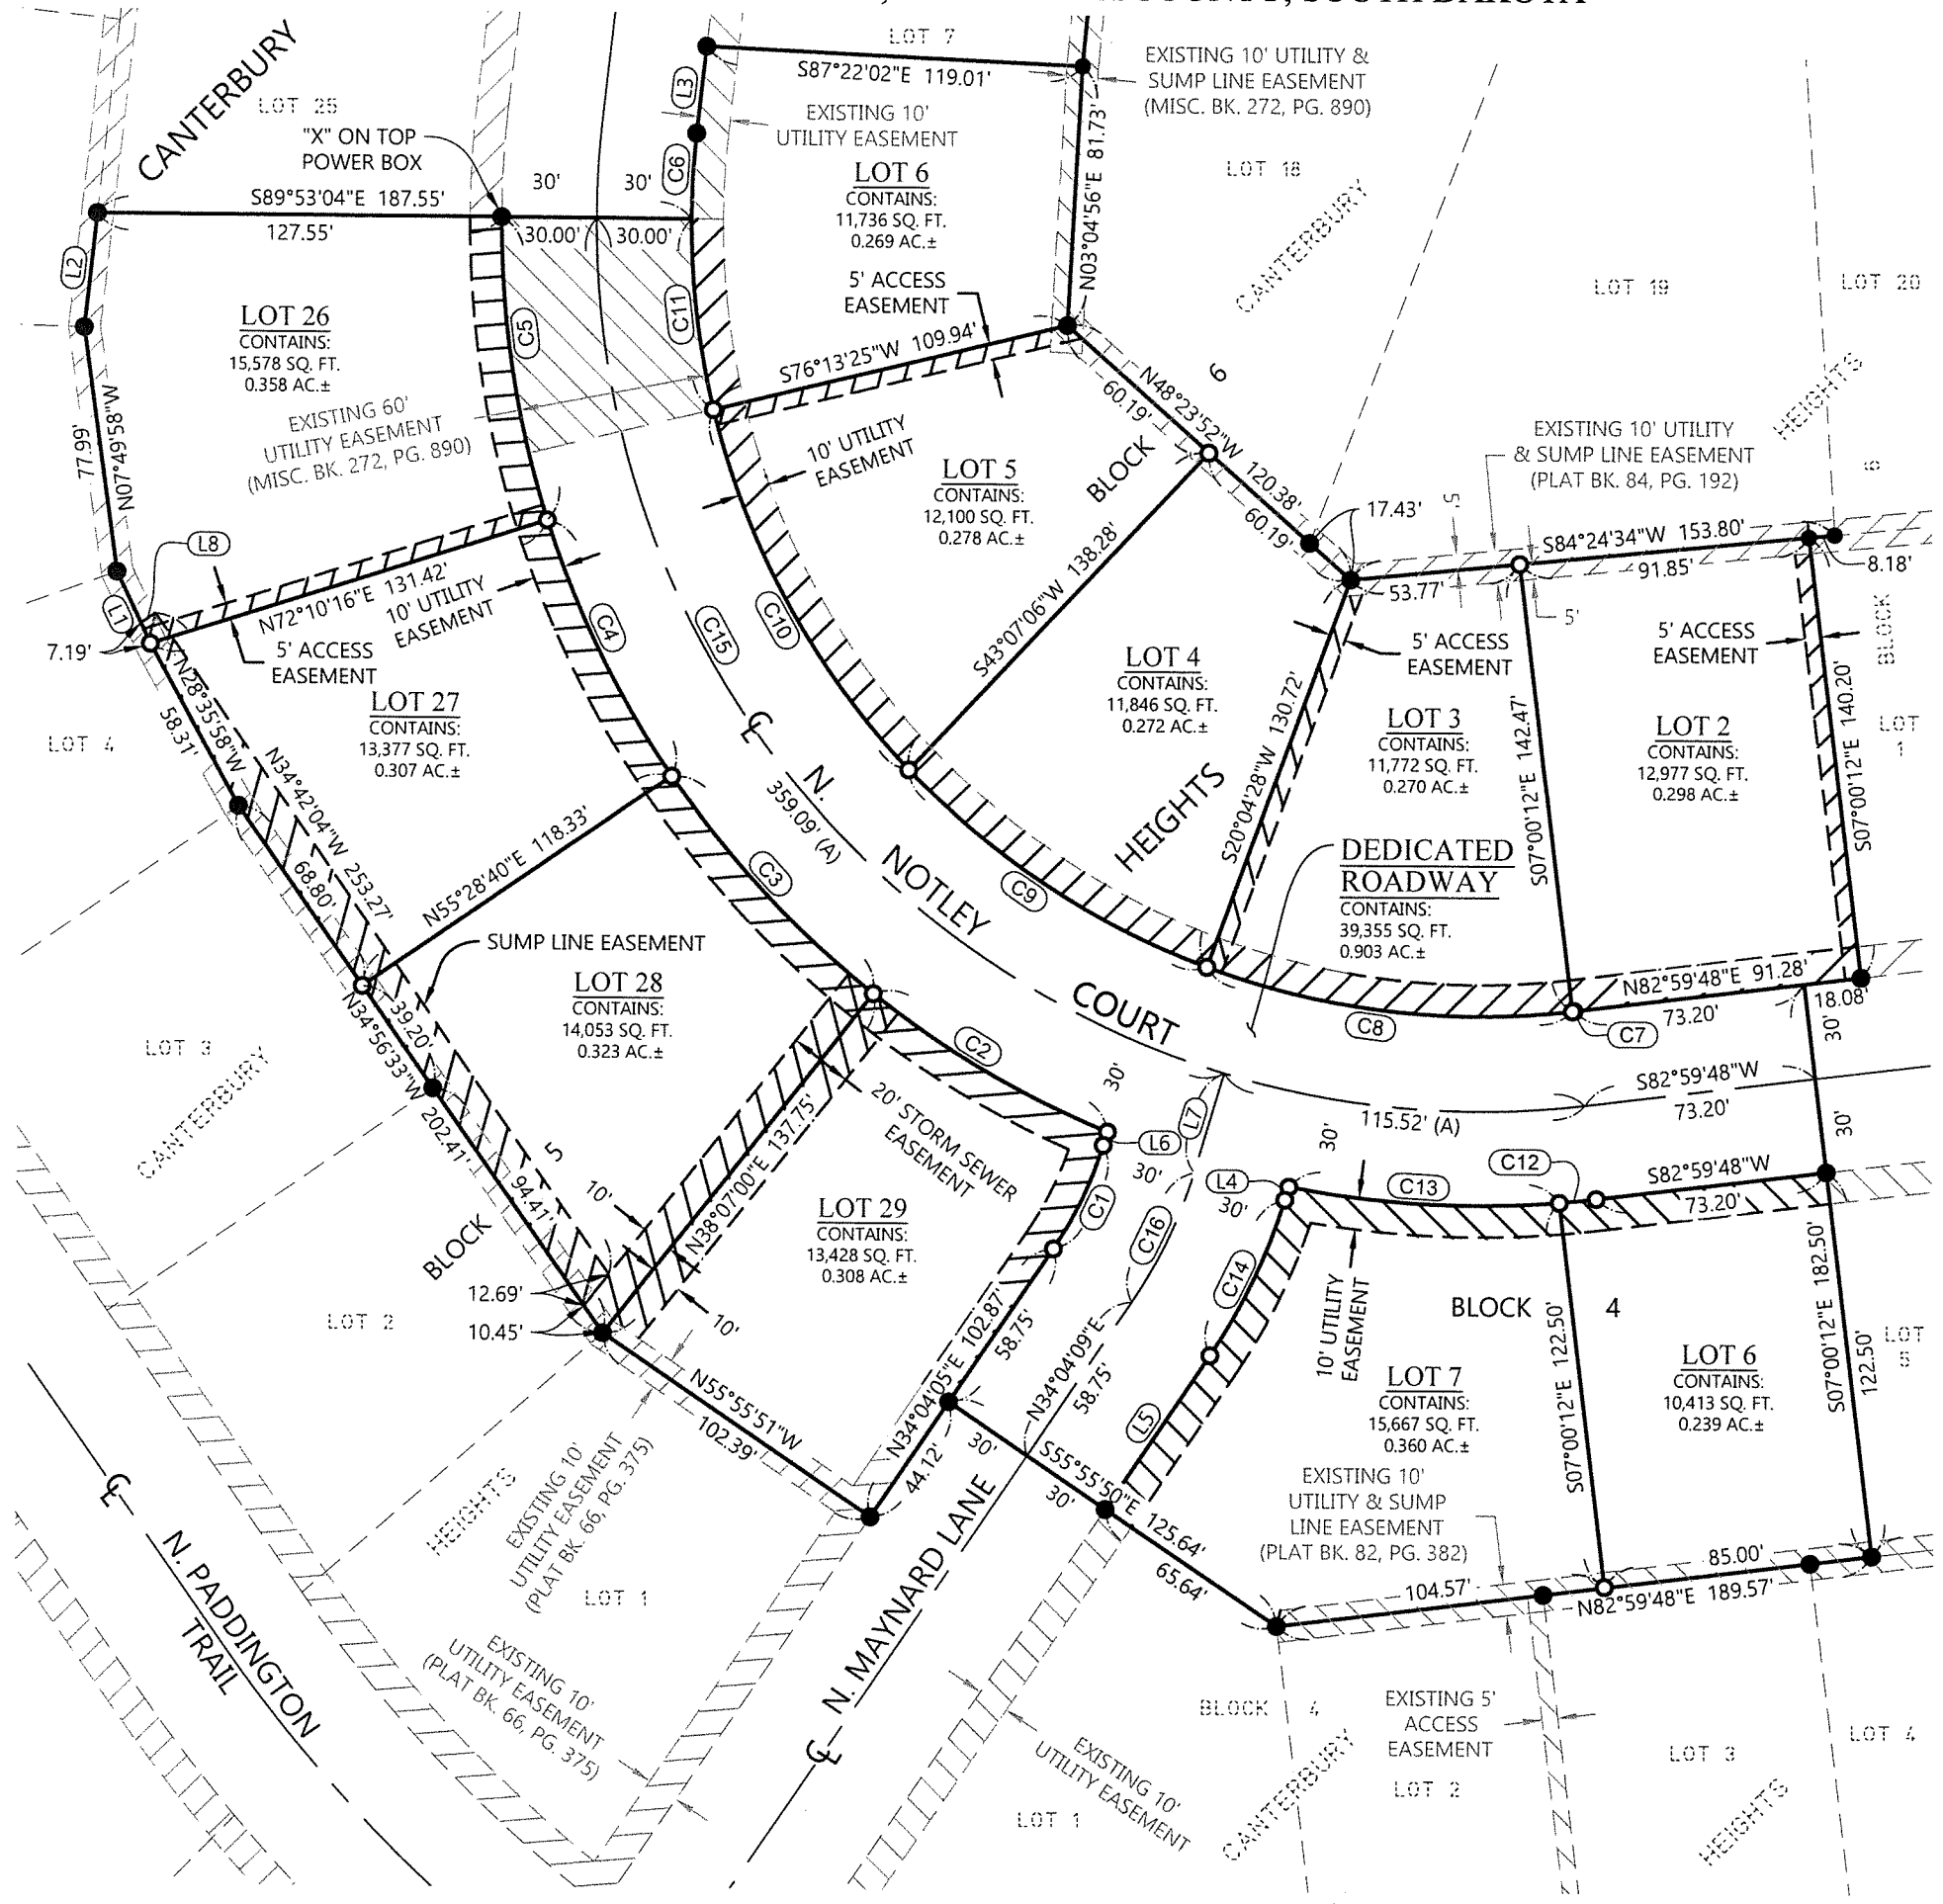 SOUTH DAKOTA
CANTERBURY
LOT 25
"X" ON TOP
POWER BOX
S89°53'04"E 187.55'
127.55'
30'
30'
30.00'
30.00'
L3
C6
LOT 7
S87°22'02"E 119.01'
EXISTING 10'
UTILITY EASEMENT
EXISTING 10' UTILITY &
SUMP LINE EASEMENT
(MISC. BK. 272, PG. 890)
LOT 6
CONTAINS:
11,736 SQ. FT.
0.269 AC.±
N03°04'56"E 81.73'
LOT 18
CANTERBURY
LOT 19
LOT 20
HEIGHTS
6
L2
LOT 26
CONTAINS:
15,578 SQ. FT.
0.358 AC.±
C5
C11
5' ACCESS
EASEMENT
S76°13'25"W 109.94'
N07°49'58"W
77.99'
EXISTING 60'
UTILITY EASEMENT
(MISC. BK. 272, PG. 890)
10' UTILITY
EASEMENT
LOT 5
CONTAINS:
12,100 SQ. FT.
0.278 AC.±
BLOCK
6
N48°23'52"W 120.38'
60.19'
60.19'
17.43'
EXISTING 10' UTILITY
& SUMP LINE EASEMENT
(PLAT BK. 84, PG. 192)
5'
S84°24'34"W 153.80'
53.77'
91.85'
8.18'
5'
L8
L1
7.19'
N72°10'16"E 131.42'
10' UTILITY
EASEMENT
5' ACCESS
EASEMENT
C4
C15
C10
S43°07'06"W 138.28'
LOT 4
CONTAINS:
11,846 SQ. FT.
0.272 AC.±
S20°04'28"W 130.72'
5' ACCESS
EASEMENT
LOT 3
CONTAINS:
11,772 SQ. FT.
0.270 AC.±
S07°00'12"E 142.47'
5' ACCESS
EASEMENT
LOT 2
CONTAINS:
12,977 SQ. FT.
0.298 AC.±
S07°00'12"E 140.20'
BLOCK
LOT
1
LOT 4
N28°35'58"W
58.31'
LOT 27
CONTAINS:
13,377 SQ. FT.
0.307 AC.±
N34°42'04"W 253.27'
68.80'
N55°28'40"E 118.33'
C3
N.
359.09' (A)
NOTLEY
C9
HEIGHTS
DEDICATED
ROADWAY
CONTAINS:
39,355 SQ. FT.
0.903 AC.±
SUMP LINE EASEMENT
LOT 28
CONTAINS:
14,053 SQ. FT.
0.323 AC.±
39.20'
N34°56'33"W 202.41'
94.41'
LOT 3
CANTERBURY
COURT
C8
C7
N82°59'48"E 91.28'
73.20'
18.08'
30'
S82°59'48"W
73.20'
30'
115.52' (A)
C2
30'
L6
L7
30'
30'
20' STORM SEWER
EASEMENT
N38°07'00"E 137.75'
5
BLOCK
10'
10'
12.69'
10.45'
LOT 29
CONTAINS:
13,428 SQ. FT.
0.308 AC.±
C1
C16
L4
30'
C13
C12
S82°59'48"W
73.20'
C14
10' UTILITY
EASEMENT
BLOCK 4
LOT 7
CONTAINS:
15,667 SQ. FT.
0.360 AC.±
S07°00'12"E 122.50'
LOT 6
CONTAINS:
10,413 SQ. FT.
0.239 AC.±
S07°00'12"E 182.50'
122.50'
LOT
5
LOT 2
N34°04'05"E 102.87'
58.75'
44.12'
N34°04'09"E
58.75'
L5
30'
30'
S55°55'50"E 125.64'
65.64'
N55°55'51"W
102.39'
EXISTING 10'
UTILITY & SUMP
LINE EASEMENT
(PLAT BK. 82, PG. 382)
104.57'
85.00'
N82°59'48"E 189.57'
HEIGHTS
EXISTING 10'
UTILITY EASEMENT
(PLAT BK. 66, PG. 375)
LOT 1
N. PADDINGTON
TRAIL
EXISTING 10'
UTILITY EASEMENT
(PLAT BK. 66, PG. 375)
N. MAYNARD LANE
EXISTING 10'
UTILITY EASEMENT
LOT 1
BLOCK 4
CANTERBURY
EXISTING 5'
ACCESS
EASEMENT
LOT 2
LOT 3
LOT 4
HEIGHTS